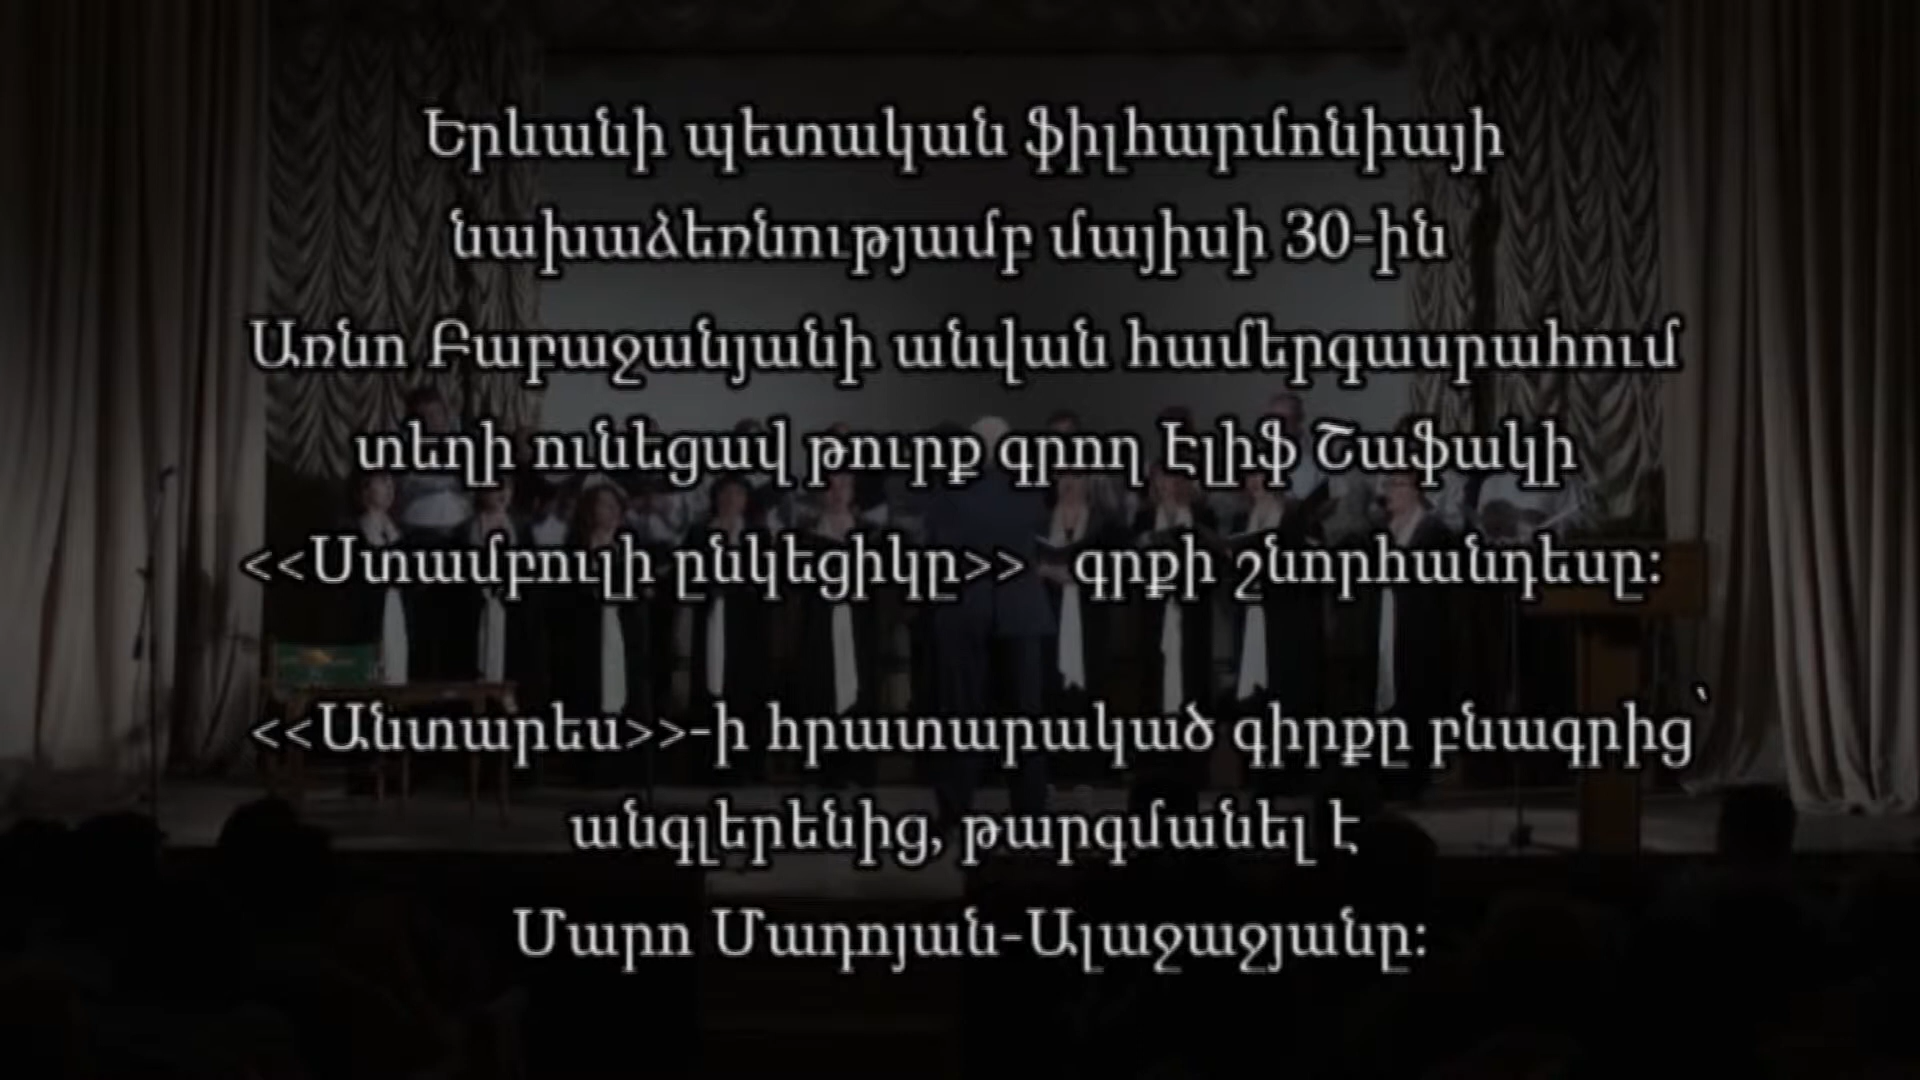 Երևանի պետական ֆիլհարմոնիայի
նախաձեռնությամբ մայիսի 30-ին
Առնո Բաբաջանյանի անվան համերգասրահում
տեղի ունեցավ թուրք գրող Էլիֆ Շաֆակի
<<Ստամբուլի ընկեցիկը>> գրքի շնորհանդեսը:
<<Անտարես>>-ի հրատարակած գիրքը բնագրից՝
անգլերենից, թարգմանել է
Մարո Մադոյան-Ալաջաջյանը: